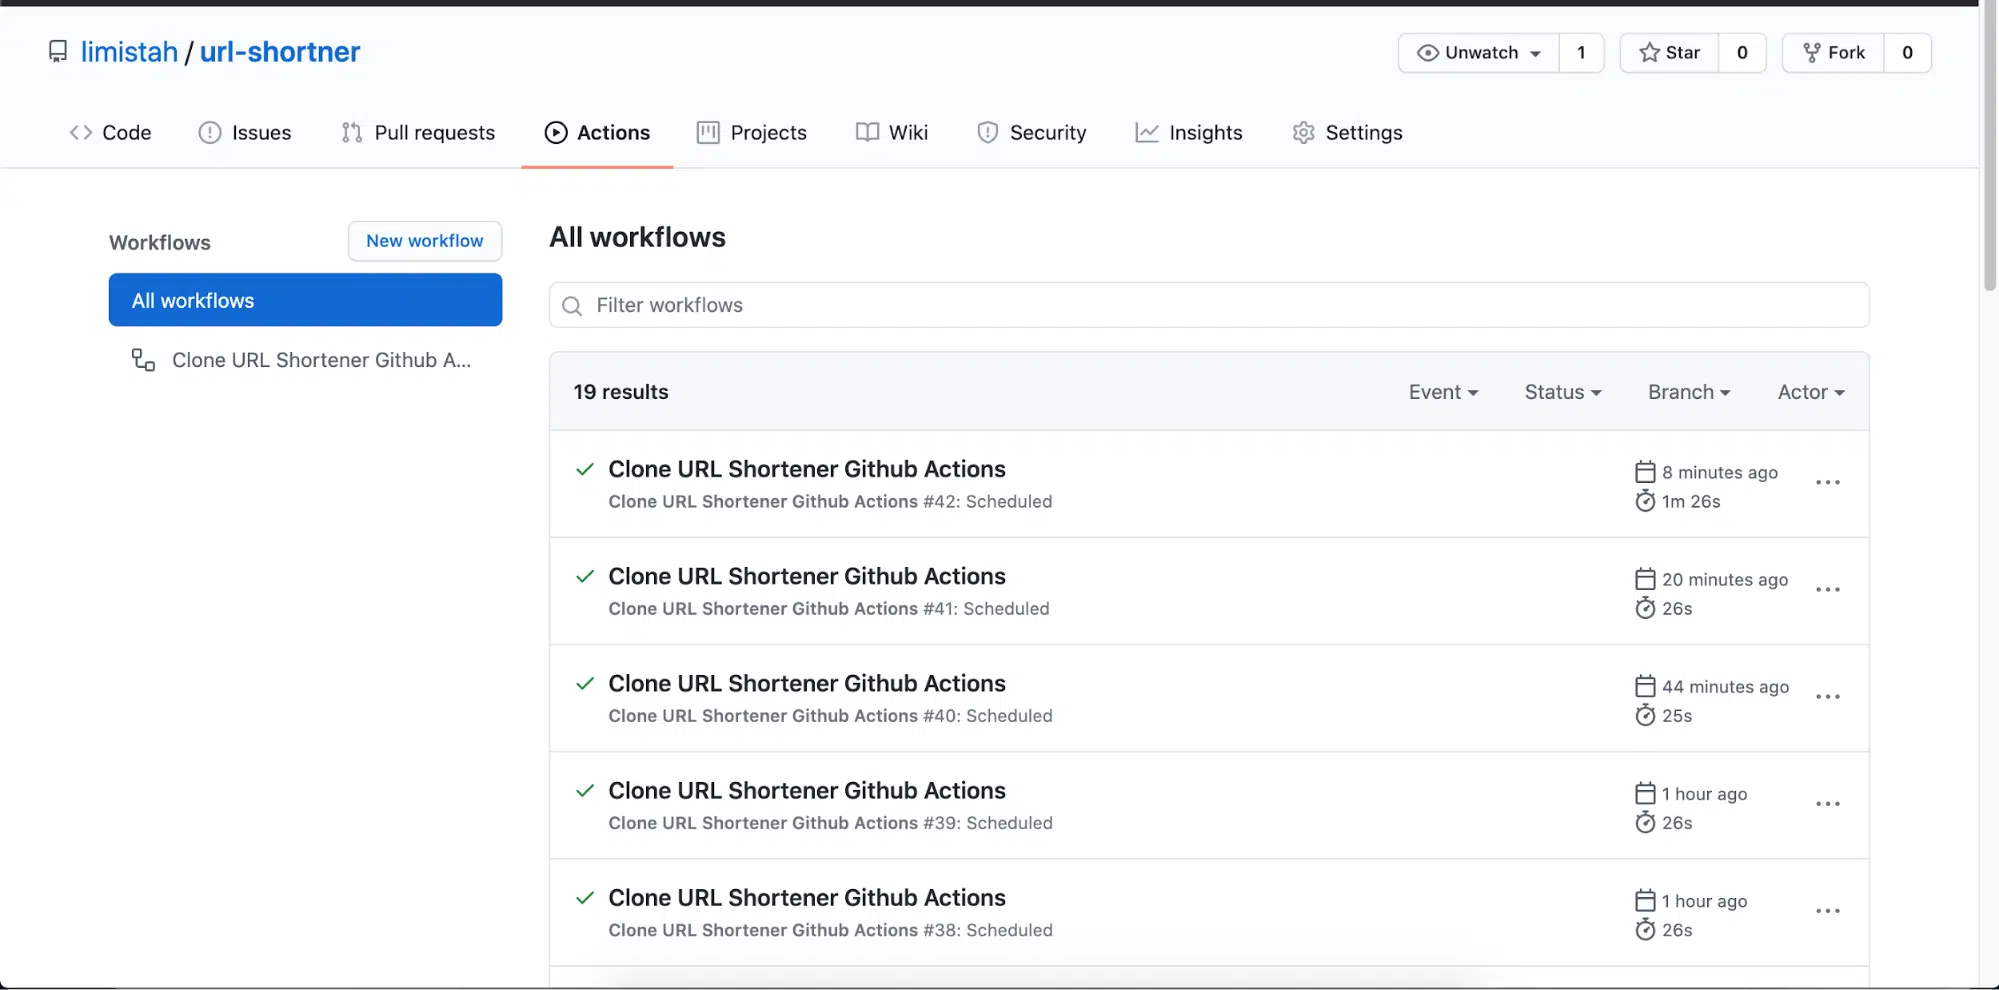 limistah / url-shortner
Unwatch 1 Star 0 Fork 0
Code Issues Pull requests Actions Projects Wiki Security Insights Settings
Workflows
New workflow
All workflows
Clone URL Shortener Github A...
All workflows
Filter workflows
19 results Event Status Branch Actor
Clone URL Shortener Github Actions
Clone URL Shortener Github Actions #42: Scheduled
8 minutes ago
1m 26s
Clone URL Shortener Github Actions
Clone URL Shortener Github Actions #41: Scheduled
20 minutes ago
26s
Clone URL Shortener Github Actions
Clone URL Shortener Github Actions #40: Scheduled
44 minutes ago
25s
Clone URL Shortener Github Actions
Clone URL Shortener Github Actions #39: Scheduled
1 hour ago
26s
Clone URL Shortener Github Actions
Clone URL Shortener Github Actions #38: Scheduled
1 hour ago
26s